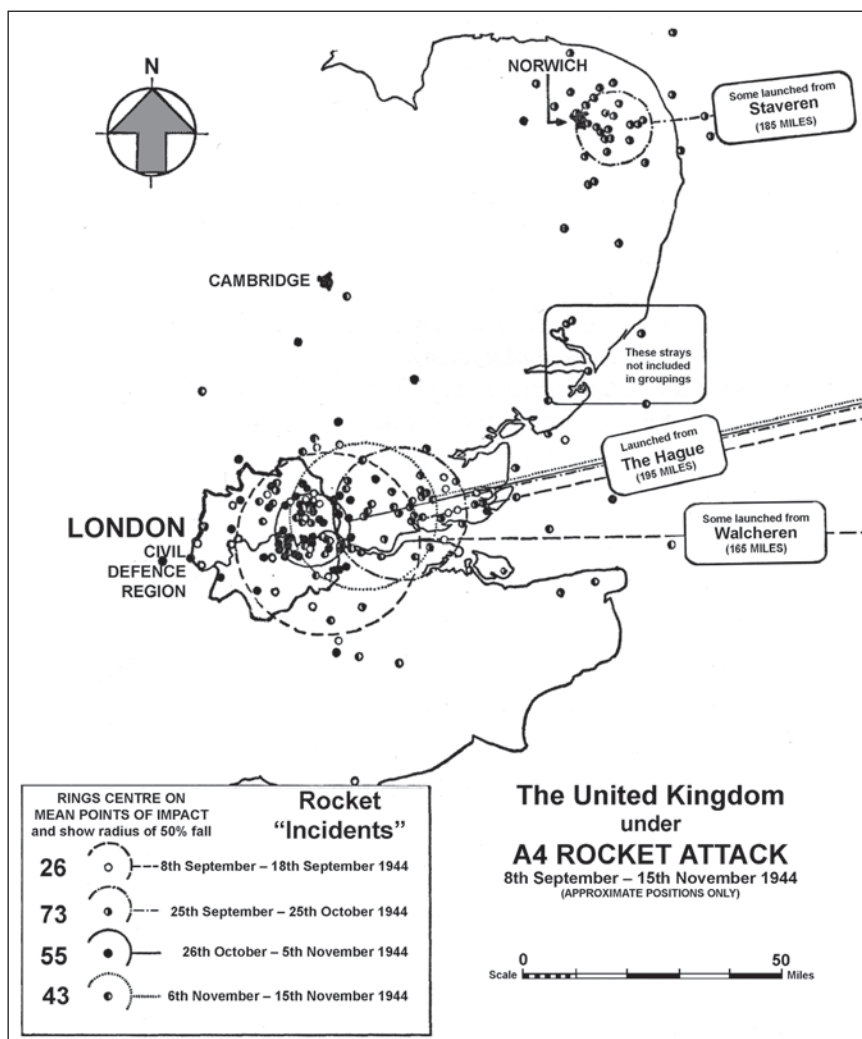 N
NORWICH
Some launched from
Staveren
(185 MILES)
CAMBRIDGE
These strays
not included
in groupings
Launched from
The Hague
(195 MILES)
LONDON
CIVIL
DEFENCE
REGION
Some launched from
Walcheren
(165 MILES)
RINGS CENTRE ON
MEAN POINTS OF IMPACT
and show radius of 50% fall
Rocket
“Incidents”
26 8th September – 18th September 1944
73 25th September – 25th October 1944
55 26th October – 5th November 1944
43 6th November – 15th November 1944
The United Kingdom
under
A4 ROCKET ATTACK
8th September – 15th November 1944
(APPROXIMATE POSITIONS ONLY)
0 50
Scale Miles